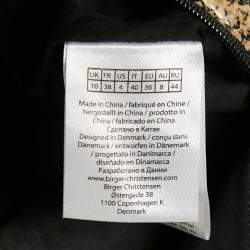 UK FR US IT EU AU RU
10 38 4 40 36 8 44
Made in China / fabriqué en Chine /
hergestellt in China / prodotto in
China / fabricado en China
Сделано в Китае
Designed in Denmark / conçu dans
Danemark / entworfen in Dänemark
/ progettato in Danimarca /
diseñado en Dinamarca
Разработано в Дании
www.birger-christensen.com
Birger Christensen
Østergade 38
1100 Copenhagen K
Denmark